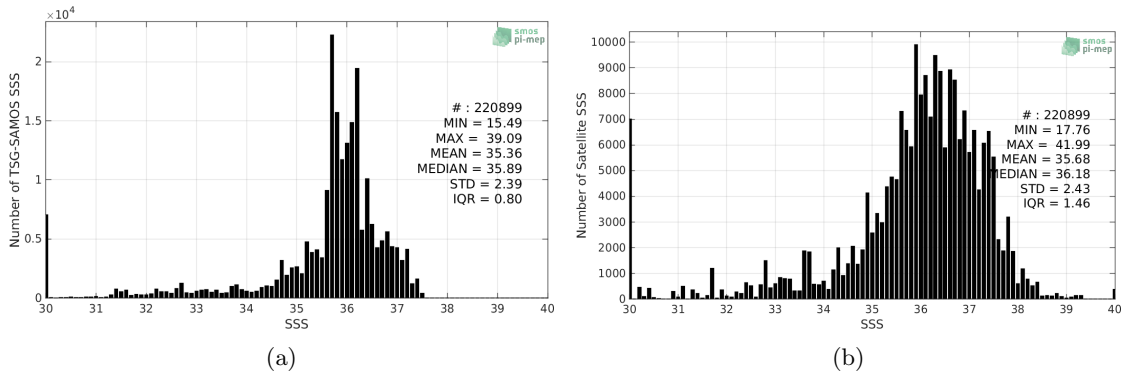 ×10⁴
smos
pi-mep
Number of TSG-SAMOS SSS
2
1.5
1
0.5
0
# : 220899
MIN = 15.49
MAX = 39.09
MEAN = 35.36
MEDIAN = 35.89
STD = 2.39
IQR = 0.80
30 31 32 33 34 35 36 37 38 39 40
SSS
(a)
smos
pi-mep
Number of Satellite SSS
10000
9000
8000
7000
6000
5000
4000
3000
2000
1000
0
# : 220899
MIN = 17.76
MAX = 41.99
MEAN = 35.68
MEDIAN = 36.18
STD = 2.43
IQR = 1.46
30 31 32 33 34 35 36 37 38 39 40
SSS
(b)